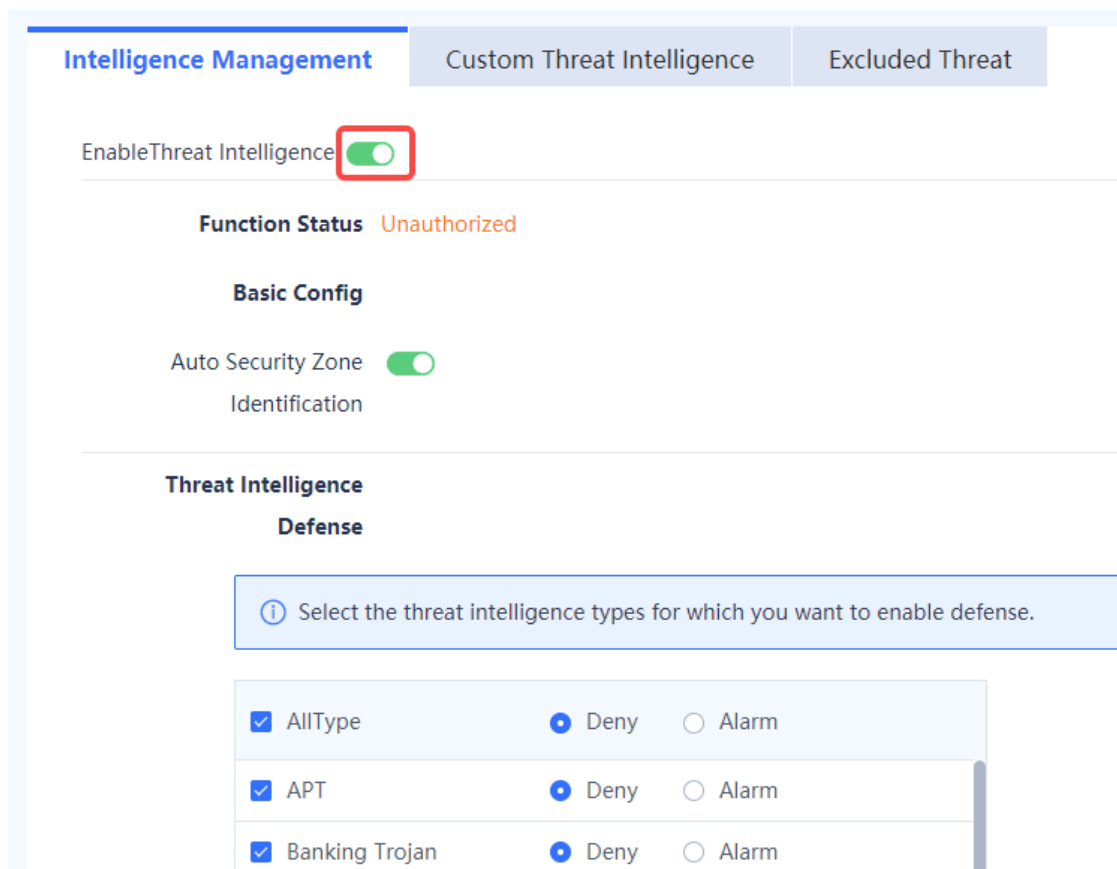 Intelligence Management Custom Threat Intelligence Excluded Threat
EnableThreat Intelligence
Function Status Unauthorized
Basic Config
Auto Security Zone
Identification
Threat Intelligence
Defense
Select the threat intelligence types for which you want to enable defense.
AllType Deny Alarm
APT Deny Alarm
Banking Trojan Deny Alarm